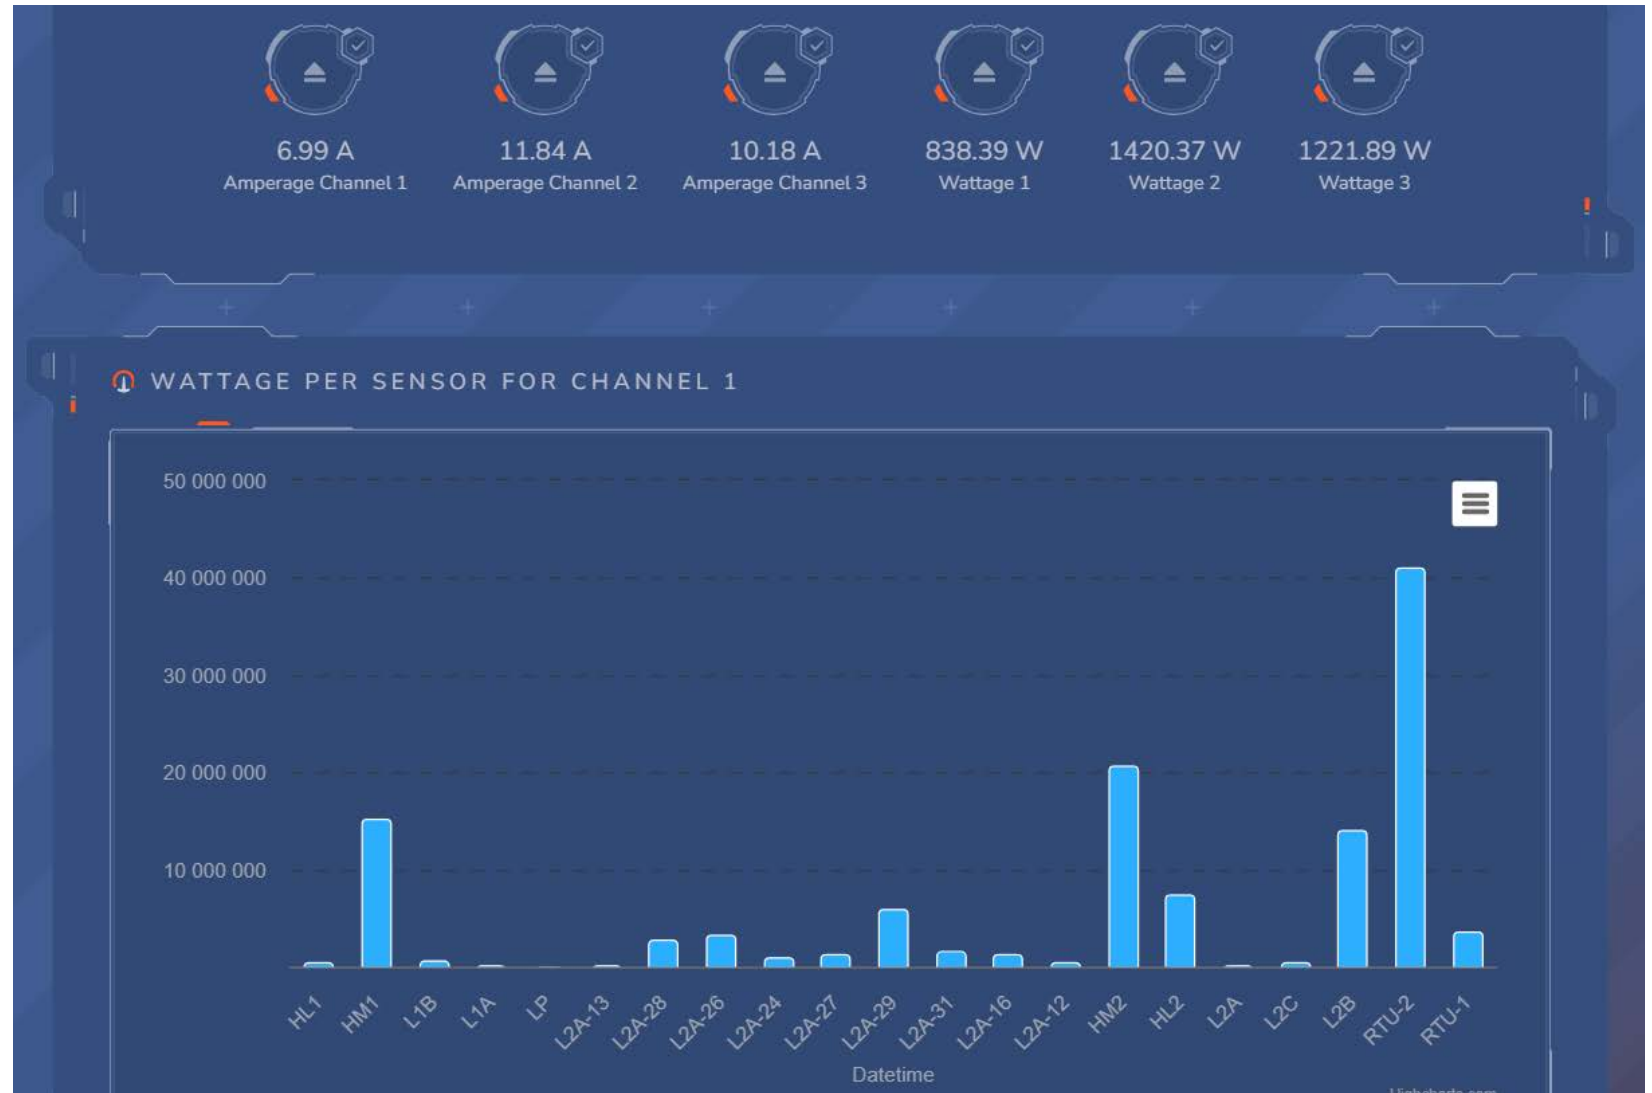 6.99 A 11.84 A 10.18 A 838.39 W 1420.37 W 1221.89 W
Amperage Channel 1 Amperage Channel 2 Amperage Channel 3 Wattage 1 Wattage 2 Wattage 3
WATTAGE PER SENSOR FOR CHANNEL 1
50 000 000
40 000 000
30 000 000
20 000 000
10 000 000
HL1 HM1 L1B L1A LP L2A-13 L2A-28 L2A-26 L2A-24 L2A-27 L2A-29 L2A-31 L2A-16 L2A-12 HM2 HL2 L2A L2C L2B RTU-2 RTU-1
Datetime
Highcharts.com